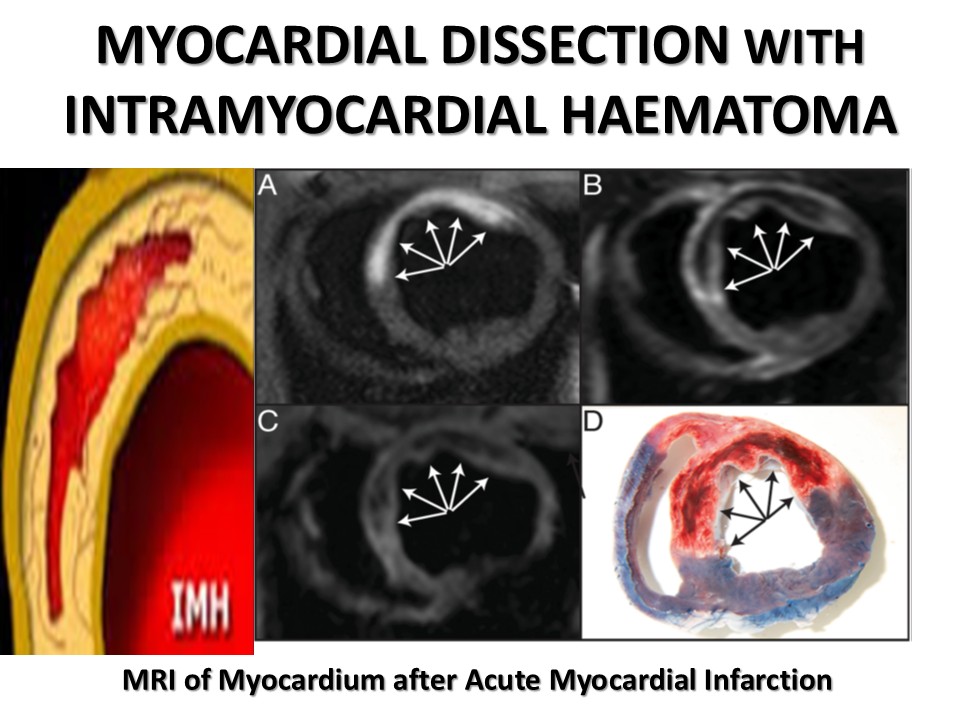 MYOCARDIAL DISSECTION WITH
INTRAMYOCARDIAL HAEMATOMA
A
B
C
D
IMH
MRI of Myocardium after Acute Myocardial Infarction